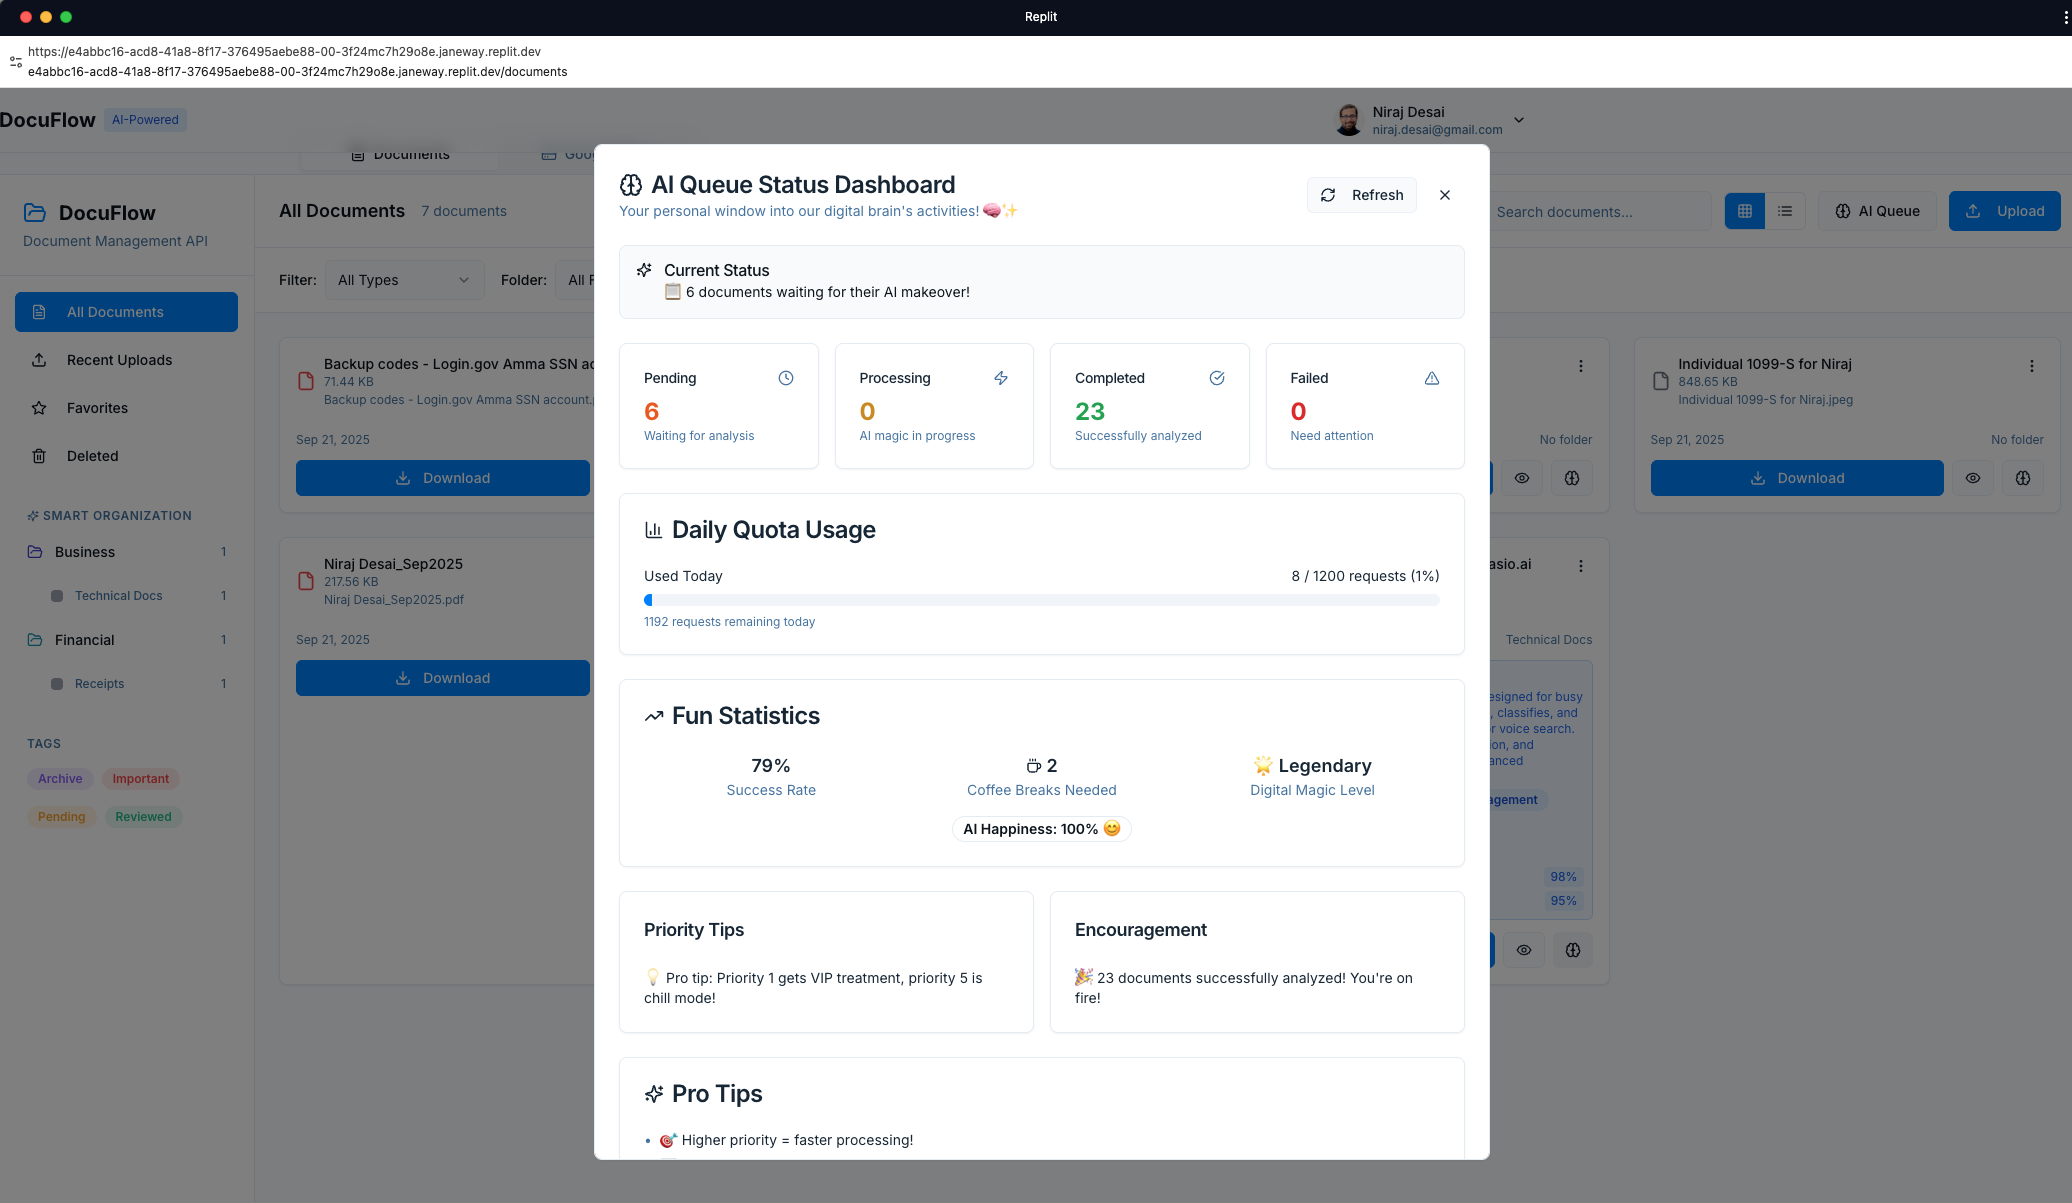 Replit
https://e4abbc16-acd8-41a8-8f17-376495aebe88-00-3f24mc7h29o8e.janeway.replit.dev
e4abbc16-acd8-41a8-8f17-376495aebe88-00-3f24mc7h29o8e.janeway.replit.dev/documents
DocuFlow AI-Powered
Niraj Desai
niraj.desai@gmail.com
Documents
DocuFlow
Document Management API
All Documents 7 documents
Search documents...
AI Queue
Upload
Filter: All Types Folder: All
All Documents
Recent Uploads
Favorites
Deleted
SMART ORGANIZATION
Business 1
Technical Docs 1
Financial 1
Receipts 1
TAGS
Archive Important
Pending Reviewed
Backup codes - Login.gov Amma SSN
71.44 KB
Backup codes - Login.gov Amma SSN account.
Sep 21, 2025
Download
Niraj Desai_Sep2025
217.56 KB
Niraj Desai_Sep2025.pdf
Sep 21, 2025
Download
AI Queue Status Dashboard
Your personal window into our digital brain's activities! 🧠✨
Refresh
Current Status
📋 6 documents waiting for their AI makeover!
Pending
6
Waiting for analysis
Processing
0
AI magic in progress
Completed
23
Successfully analyzed
Failed
0
Need attention
Daily Quota Usage
Used Today 8 / 1200 requests (1%)
1192 requests remaining today
Fun Statistics
79%
Success Rate
2
Coffee Breaks Needed
🌟 Legendary
Digital Magic Level
AI Happiness: 100% 😊
Priority Tips
💡 Pro tip: Priority 1 gets VIP treatment, priority 5 is
chill mode!
Encouragement
🎉 23 documents successfully analyzed! You're on
fire!
Pro Tips
• 🎯 Higher priority = faster processing!
No folder
Individual 1099-S for Niraj
848.65 KB
Individual 1099-S for Niraj.jpeg
Sep 21, 2025 No folder
Download
asio.ai
Technical Docs
esigned for busy
, classifies, and
r voice search.
ion, and
anced
agement
98%
95%